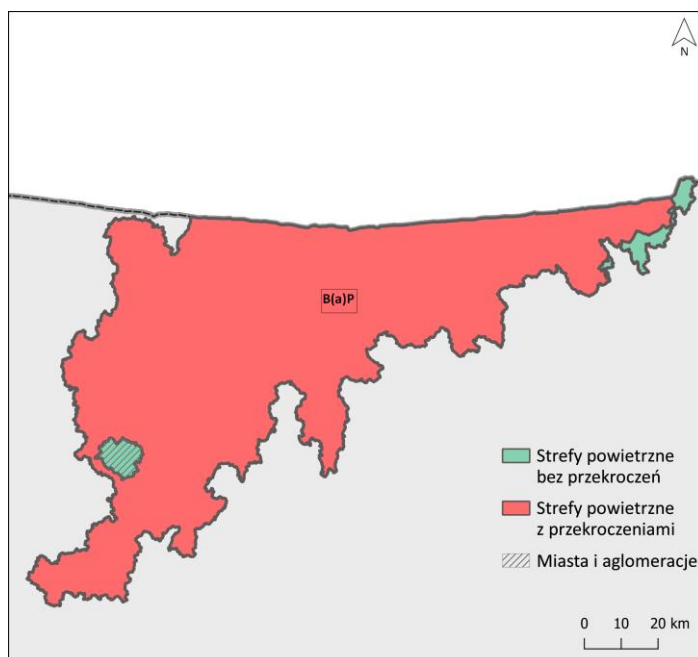 N
B(a)P
Strefy powietrzne
bez przekroczeń
Strefy powietrzne
z przekroczeniami
Miasta i aglomeracje
0 10 20 km